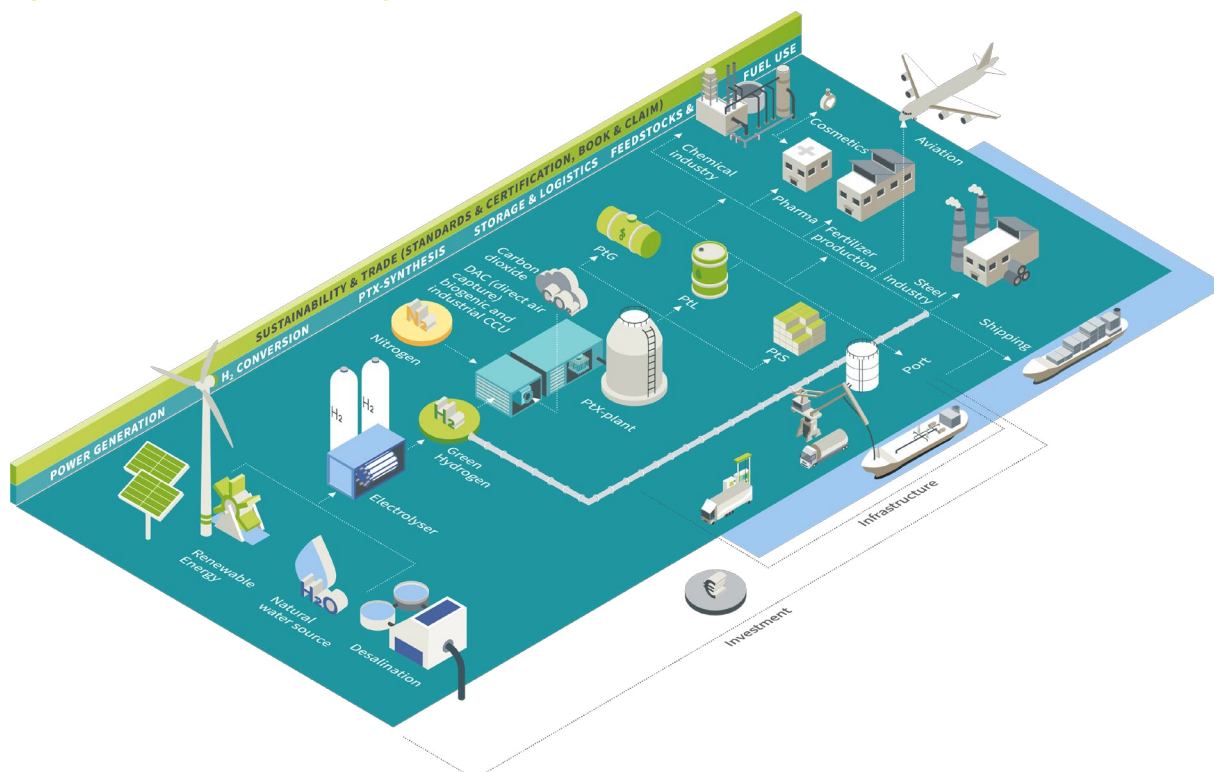 SUSTAINABILITY & TRADE (STANDARDS & CERTIFICATION, BOOK & CLAIM)
POWER GENERATION
H₂ CONVERSION
PTX-SYNTHESIS
STORAGE & LOGISTICS
FEEDSTOCKS &
FUEL USE
Chemical
industry
Cosmetics
Aviation
Pharma
Fertilizer
production
Steel
industry
Shipping
Port
PtG
PtL
PtS
Carbon
dioxide
DAC (direct air
capture)
biogenic and
industrial CCU
N₂
Nitrogen
PtX plant
H₂
H₂
H₂
Green
Hydrogen
Electrolyser
Renewable
Energy
H₂O
Natural
water source
Desalination
$
€
Infrastructure
Investment